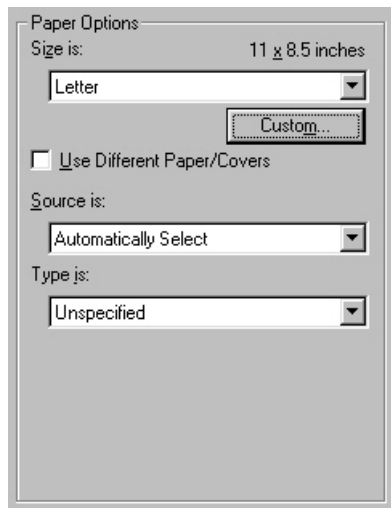 Paper Options
Size is: 11 x 8.5 inches
Letter
Custom...
Use Different Paper/Covers
Source is:
Automatically Select
Type is:
Unspecified